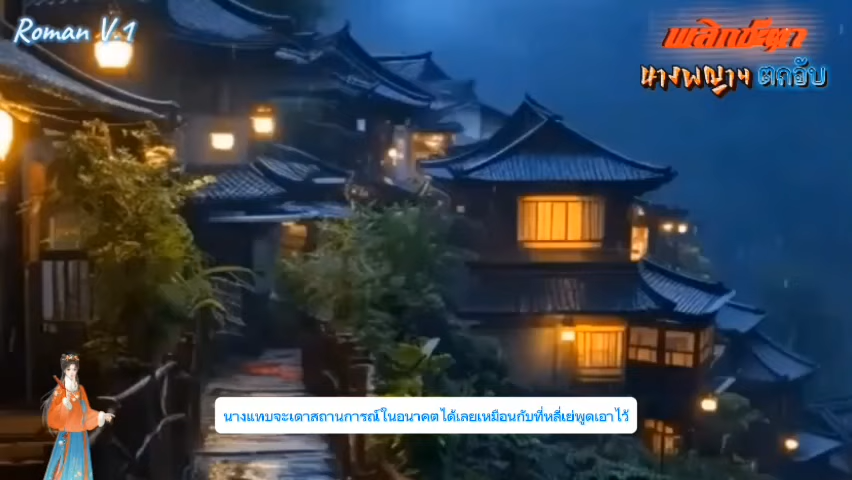 Roman V.1
พลิกชะตา
นางพญาฯ ตกอับ
นางแทบจะเดาสถานการณ์ในอนาคตได้เลยเหมือนกับที่หลี่เย่พูดเอาไว้